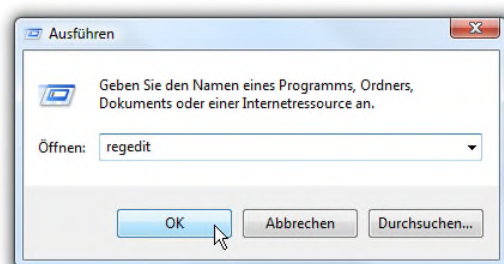 Ausführen
Geben Sie den Namen eines Programms, Ordners,
Dokuments oder einer Internetressource an.
Öffnen: regedit
OK Abbrechen Durchsuchen...